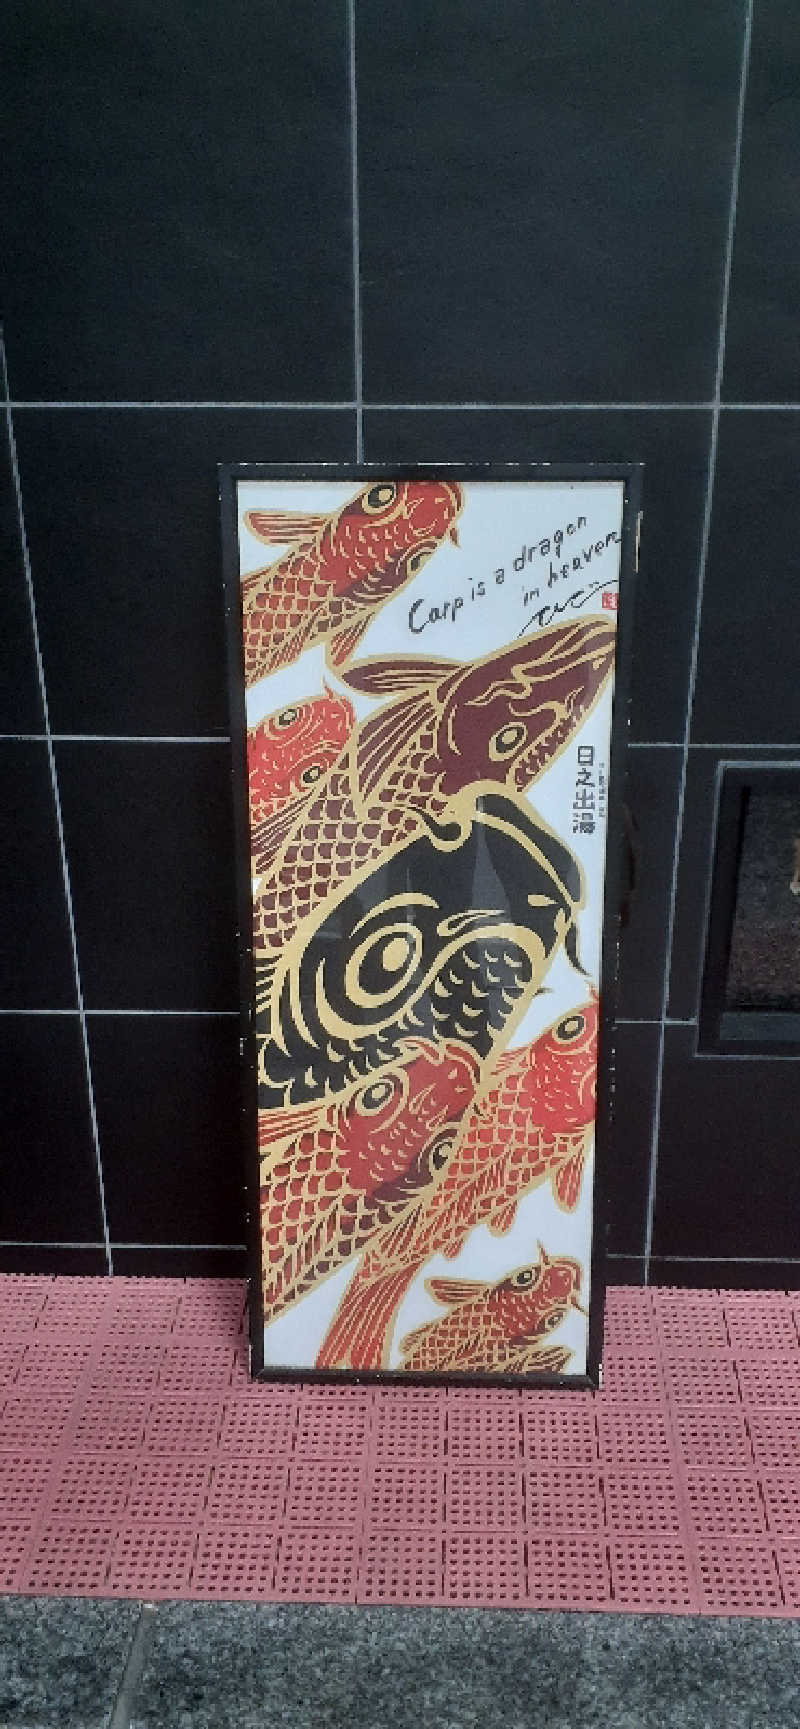 Carp is a dragon
in heaven
日之出湯